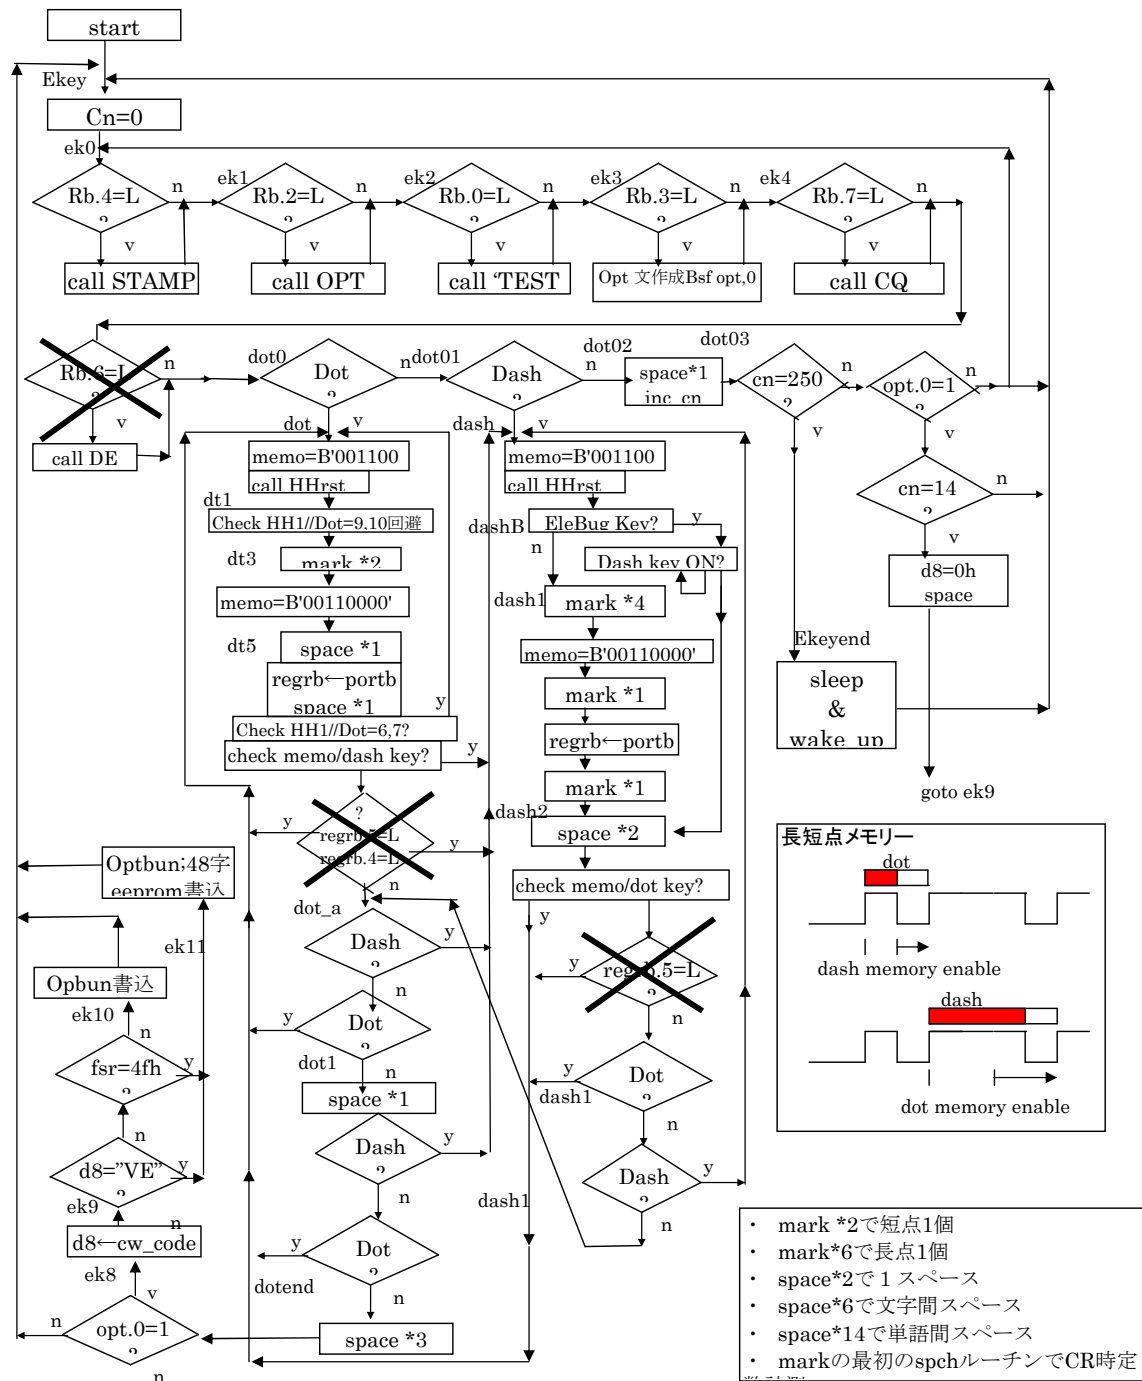 start
Ekey
Cn=0
ek0
Rb.4=L
?
n
v
call STAMP
ek1
Rb.2=L
?
n
v
call OPT
ek2
Rb.0=L
?
n
v
call 'TEST
ek3
Rb.3=L
?
n
v
Opt 文作成Bsf opt,0
ek4
Rb.7=L
?
n
v
call CQ
Rb.6=L
?
n
v
call DE
dot0
Dot
?
n
v
dot01
Dash
?
n
v
dot02
space*1
inc cn
dot03
cn=250
?
n
v
opt.0=1
?
n
v
cn=14
?
n
v
d8=0h
space
goto ek9
Ekeyend
sleep
&
wake_up
dot
memo=B'001100
call HHrst
dt1
Check HH1//Dot=9,10回避
dt3
mark *2
memo=B'00110000'
dt5
space *1
regrb←portb
space *1
y
Check HH1//Dot=6,7?
check memo/dash key?
y
?
regrb.5=L
regrb.4=L
y
y
n
dot_a
Dash
?
y
n
Dot
?
y
n
dot1
space *1
Dash
?
y
n
Dot
?
y
n
dotend
space *3
dash
memo=B'001100
call HHrst
dashB
EleBug Key?
y
n
Dash key ON?
dash1
mark *4
memo=B'00110000'
mark *1
regrb←portb
mark *1
dash2
space *2
check memo/dot key?
y
regrb.5=L
?
y
n
Dot
?
y
n
dash1
Dash
?
y
n
dash1
Optbun;48字
eeprom書込
ek11
Opbun書込
ek10
n
fsr=4fh
?
y
n
d8="VE"
?
y
n
ek9
d8←cw_code
ek8
v
opt.0=1
?
n
n
長短点メモリー
dot
dash memory enable
dash
dot memory enable
・ mark *2で短点1個
・ mark*6で長点1個
・ space*2で１スペース
・ space*6で文字間スペース
・ space*14で単語間スペース
・ markの最初のspchルーチンでCR時定